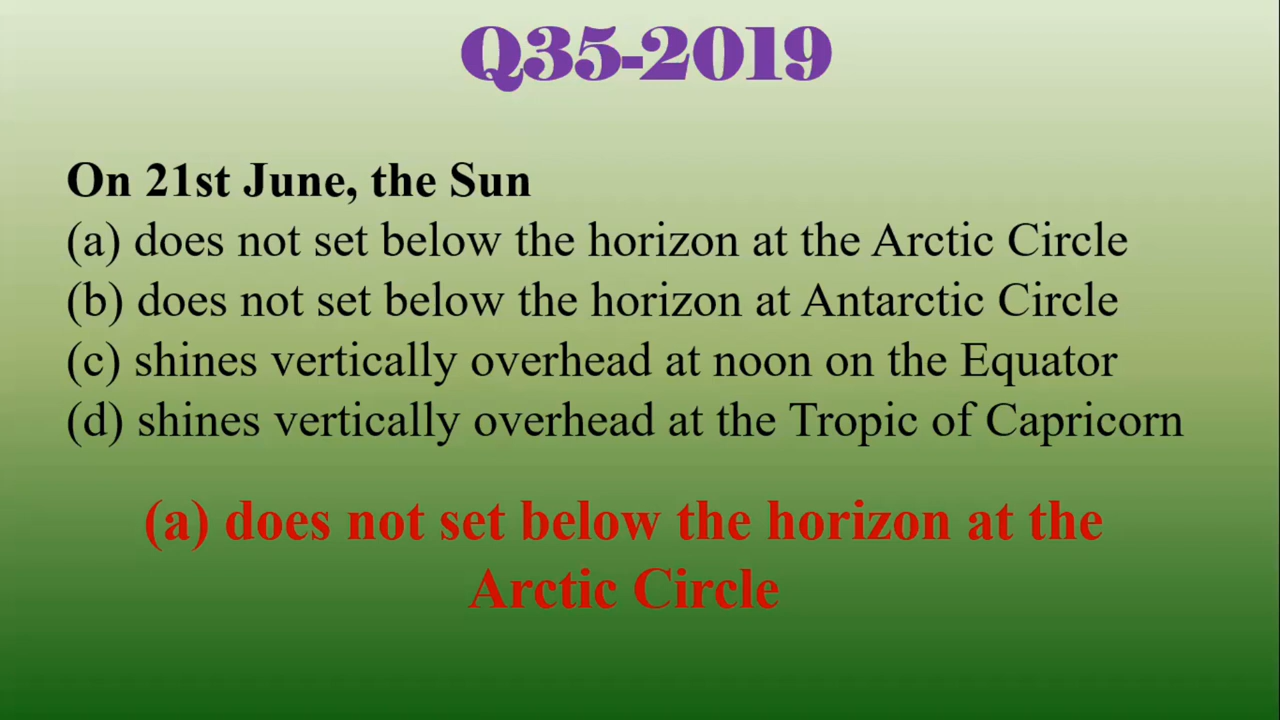 Q35-2019
On 21st June, the Sun
(a) does not set below the horizon at the Arctic Circle
(b) does not set below the horizon at Antarctic Circle
(c) shines vertically overhead at noon on the Equator
(d) shines vertically overhead at the Tropic of Capricorn
(a) does not set below the horizon at the
Arctic Circle